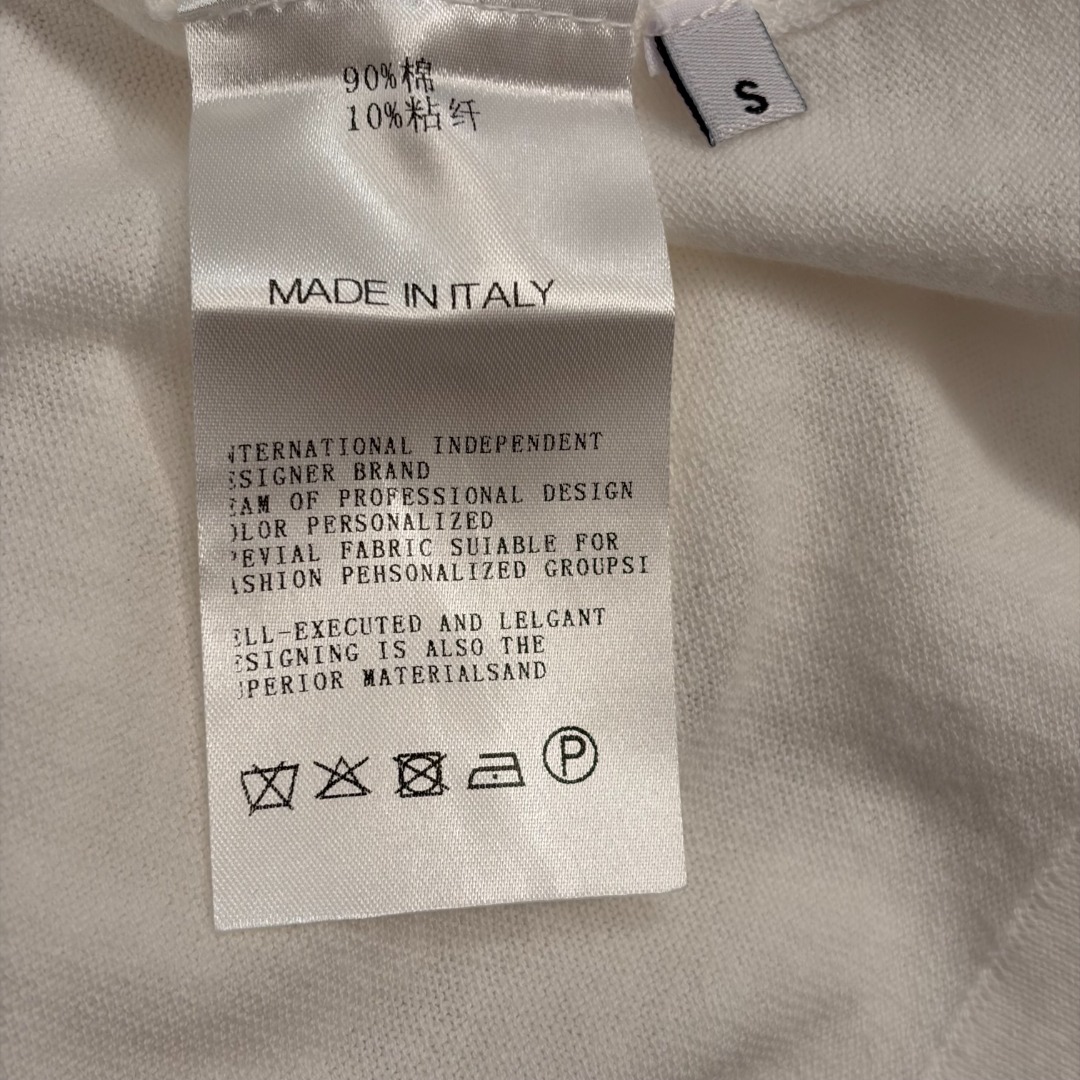 90%棉
10%粘纤
S
MADE IN ITALY
NTERNATIONAL INDEPENDENT
ESIGNER BRAND
EAM OF PROFESSIONAL DESIGN
OLOR PERSONALIZED
PEVIAL FABRIC SUIABLE FOR
ASHION PEHSONALIZED GROUPSI
ELL-EXECUTED AND LELGANT
ESIGNING IS ALSO THE
UPERIOR MATERIALSAND
P